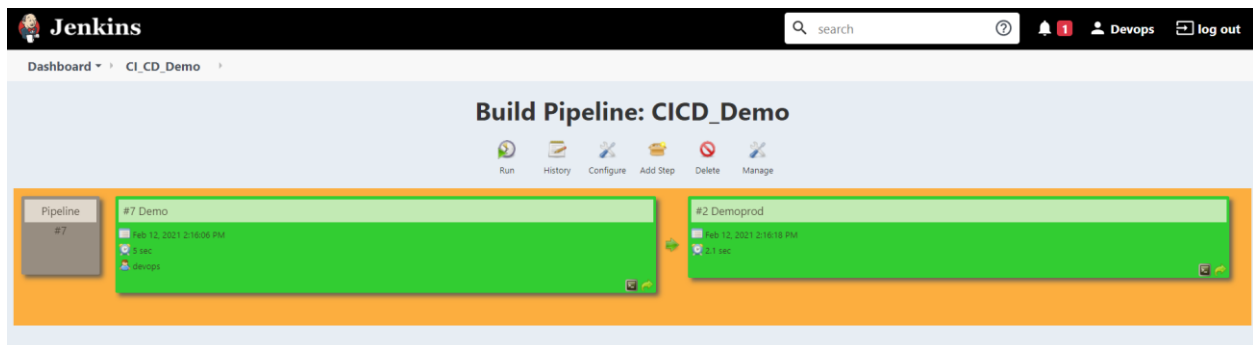 Jenkins
search
1
Devops
log out
Dashboard
CI_CD_Demo
Build Pipeline: CICD_Demo
Run History Configure Add Step Delete Manage
Pipeline
#7
#7 Demo
Feb 12, 2021 2:16:06 PM
5 sec
devops
#2 Demoprod
Feb 12, 2021 2:16:18 PM
2.1 sec